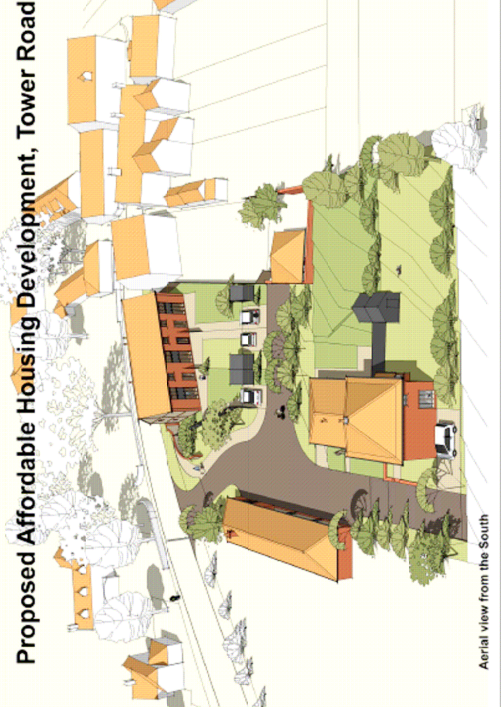 Proposed Affordable Housing Development, Tower Road
Aerial view from the South